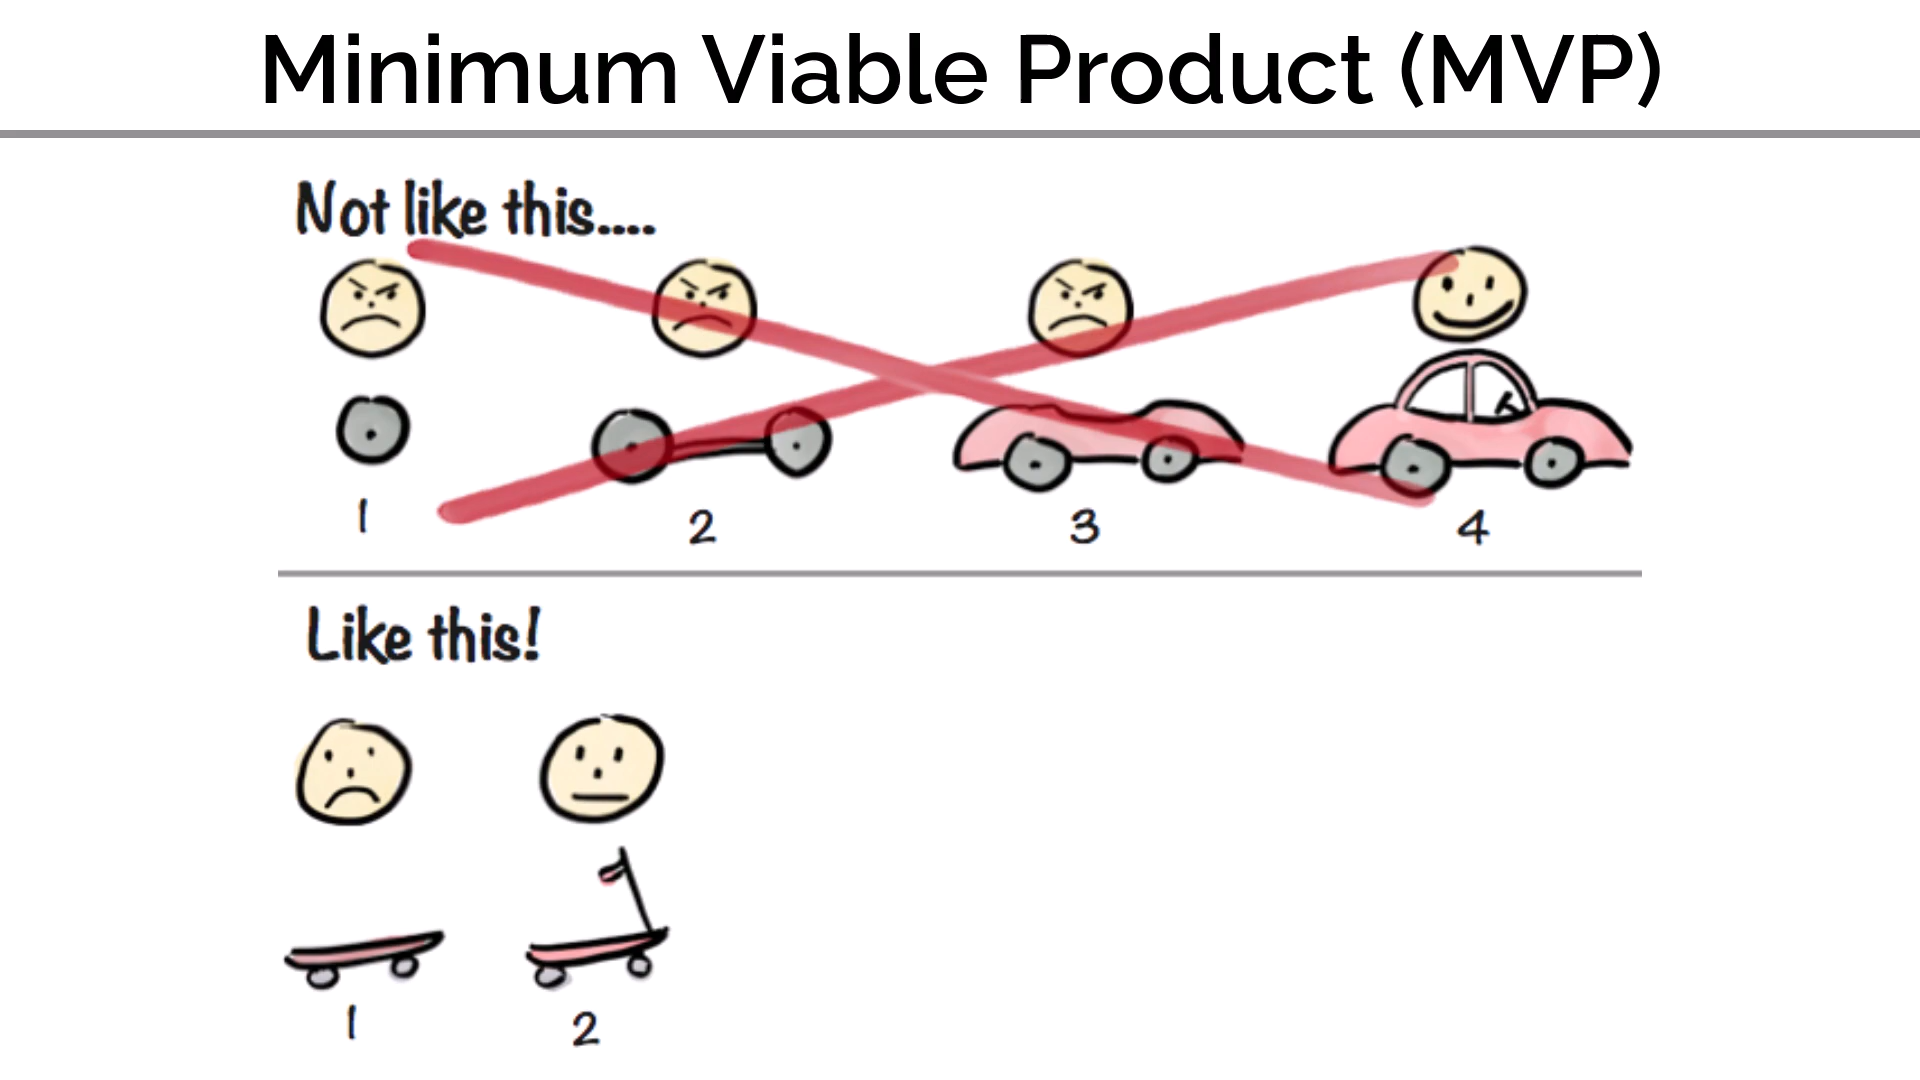 Minimum Viable Product (MVP)
Not like this....
1 2 3 4
Like this!
1 2